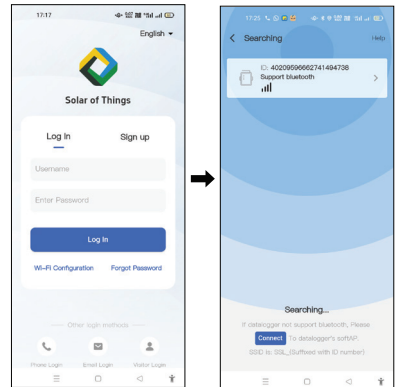 17:17
English
Solar of Things
Log In
Sign up
Username
Enter Password
Log In
Wi-Fi Configuration
Forgot Password
Other login methods
Phone Login
Email Login
Visitor Login
17:25
Searching
Help
ID: 40209596662741494738
Support bluetooth
Searching...
If datalogger not support bluetooth, Please
Connect To datalogger's softAP.
SSID is: SSL_(Suffixed with ID number)